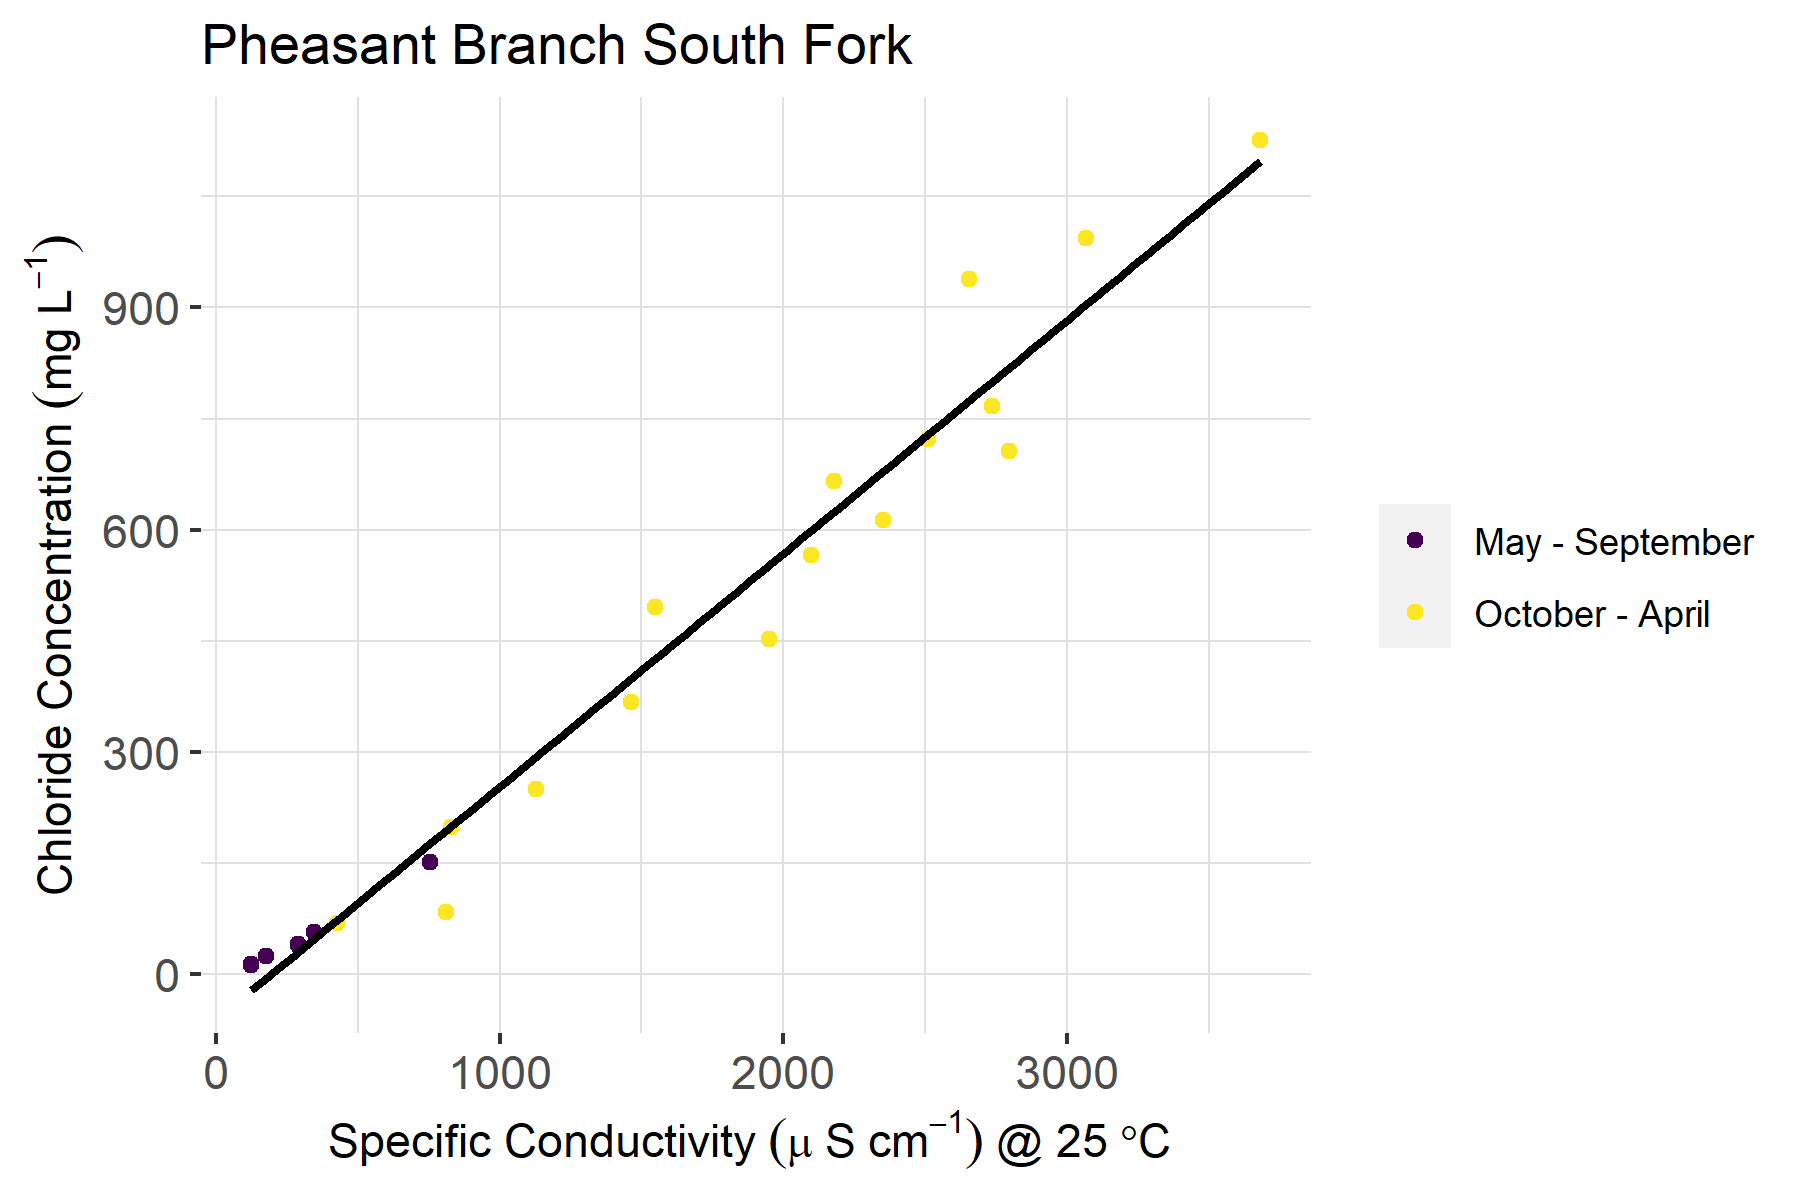 Pheasant Branch South Fork
Chloride Concentration (mg L⁻¹)
900
600
300
0
0 1000 2000 3000
Specific Conductivity (μ S cm⁻¹) @ 25 °C
May - September
October - April